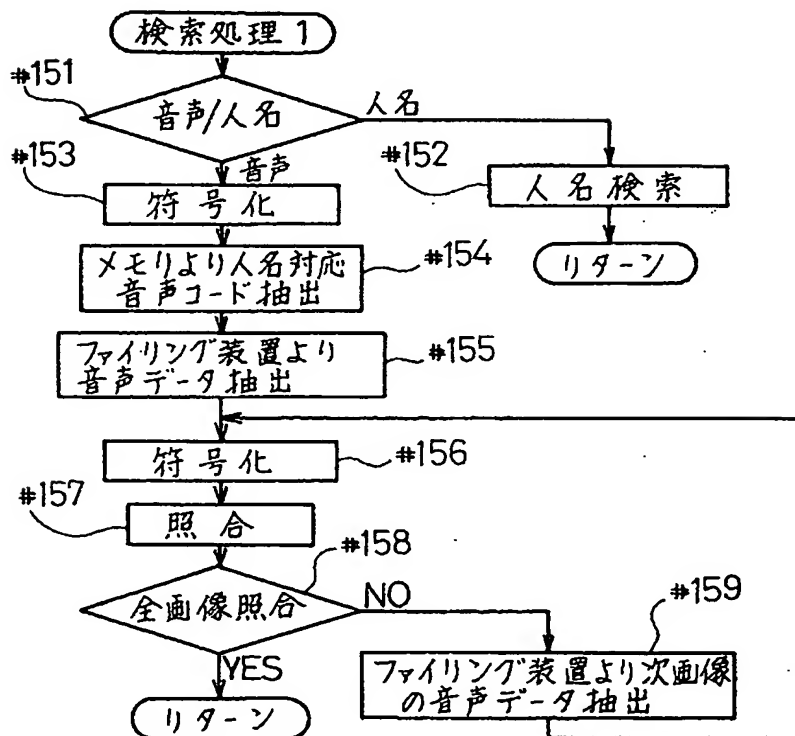 検索処理1
#151
音声/人名
人名
音声
#153
符号化
#152
人名検索
リターン
メモリより人名対応
音声コード抽出
#154
ファイリング装置より
音声データ抽出
#155
符号化
#156
#157
照合
#158
全画像照合
NO
YES
リターン
#159
ファイリング装置より次画像
の音声データ抽出